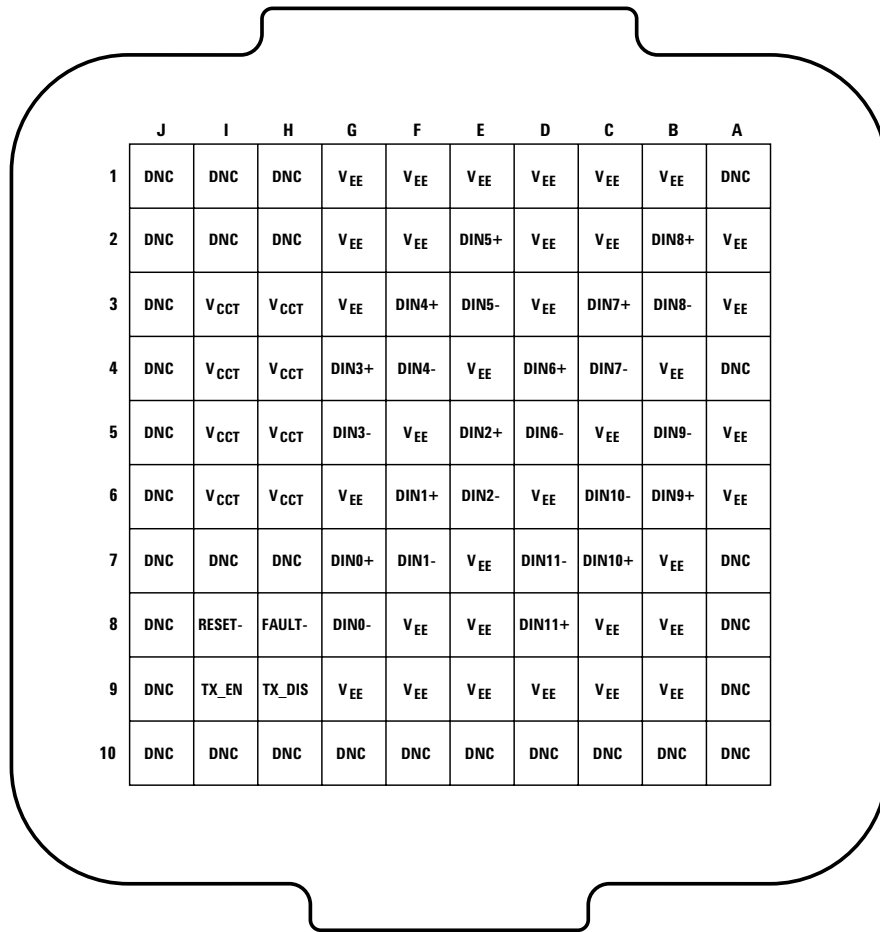 J I H G F E D C B A
1 DNC DNC DNC VEE VEE VEE VEE VEE VEE DNC
2 DNC DNC DNC VEE VEE DIN5+ VEE VEE DIN8+ VEE
3 DNC VCCT VCCT VEE DIN4+ DIN5- VEE DIN7+ DIN8- VEE
4 DNC VCCT VCCT DIN3+ DIN4- VEE DIN6+ DIN7- VEE DNC
5 DNC VCCT VCCT DIN3- VEE DIN2+ DIN6- VEE DIN9- VEE
6 DNC VCCT VCCT VEE DIN1+ DIN2- VEE DIN10- DIN9+ VEE
7 DNC DNC DNC DIN0+ DIN1- VEE DIN11- DIN10+ VEE DNC
8 DNC RESET- FAULT- DIN0- VEE VEE DIN11+ VEE VEE DNC
9 DNC TX_EN TX_DIS VEE VEE VEE VEE VEE VEE DNC
10 DNC DNC DNC DNC DNC DNC DNC DNC DNC DNC